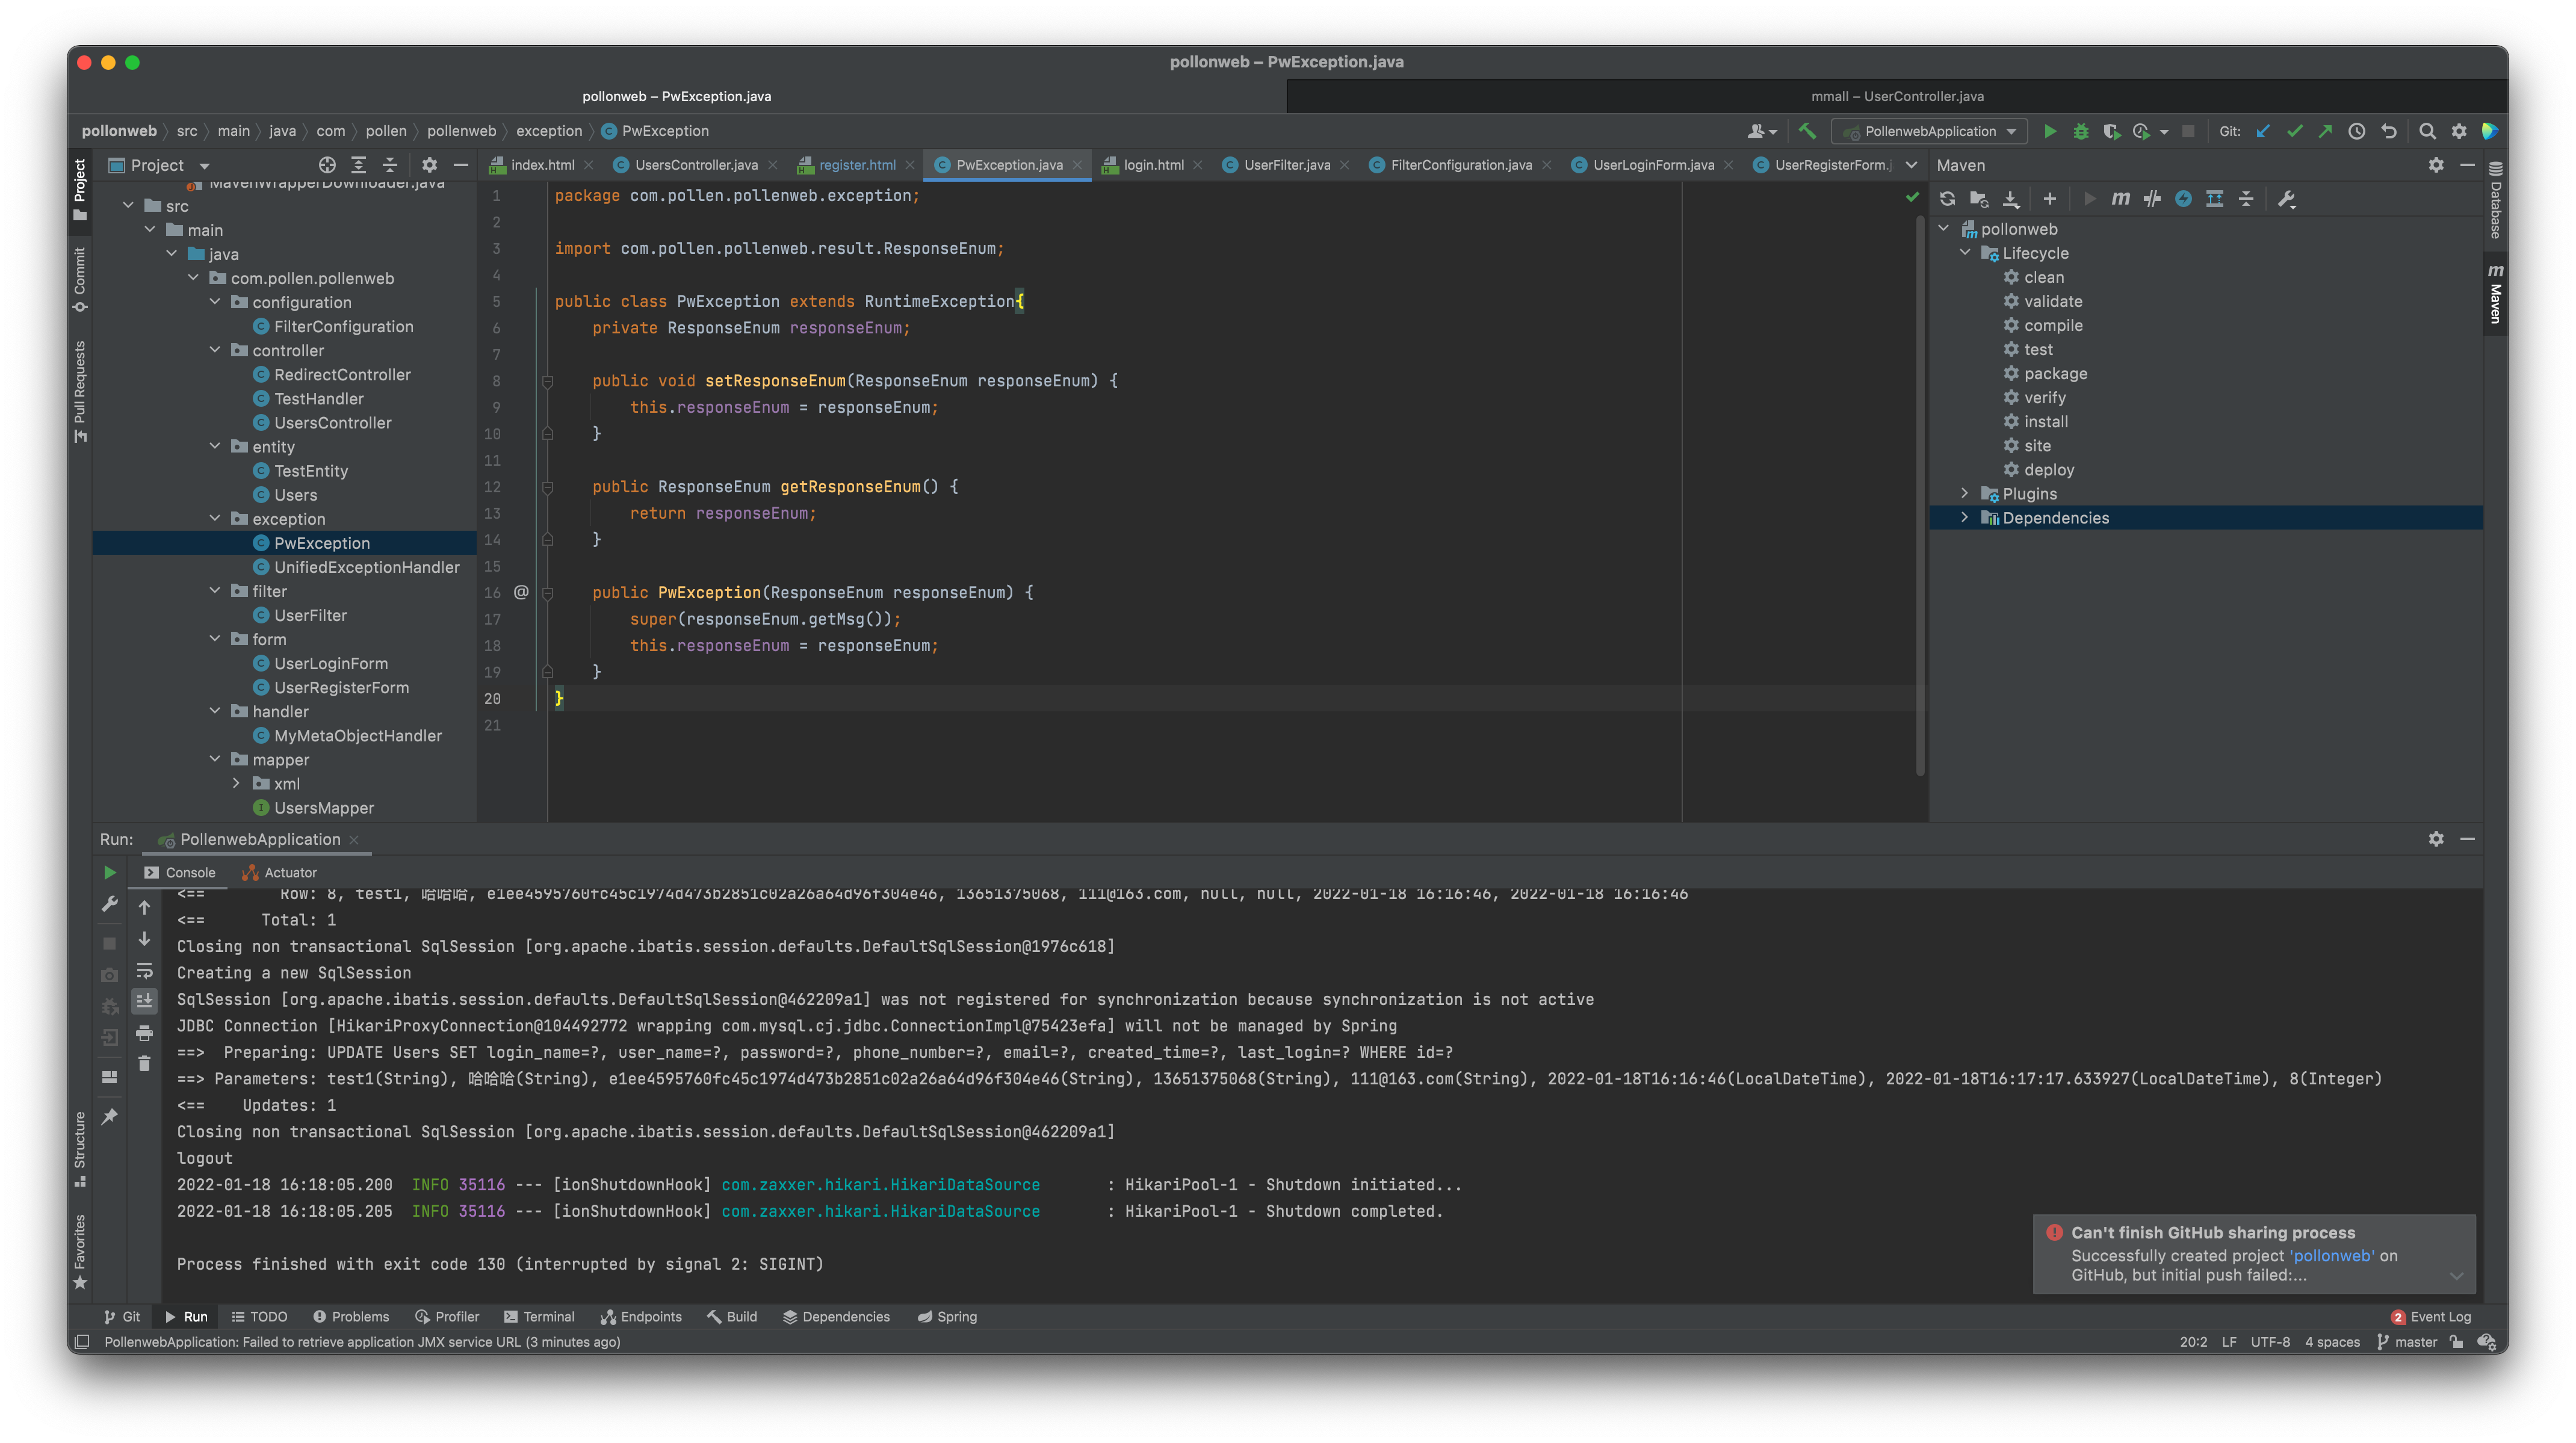 pollonweb – PwException.java
pollonweb – PwException.java
mmall – UserController.java
pollonweb
src
main
java
com
pollen
pollenweb
exception
PwException
PollenwebApplication
Git:
Project
index.html
UsersController.java
register.html
PwException.java
login.html
UserFilter.java
FilterConfiguration.java
UserLoginForm.java
UserRegisterForm.j
Maven
Project
Commit
Pull Requests
MavenWrapperDownloader.java
src
main
java
com.pollen.pollenweb
configuration
FilterConfiguration
controller
RedirectController
TestHandler
UsersController
entity
TestEntity
Users
exception
PwException
UnifiedExceptionHandler
filter
UserFilter
form
UserLoginForm
UserRegisterForm
handler
MyMetaObjectHandler
mapper
xml
UsersMapper
1 package com.pollen.pollenweb.exception;
2
3 import com.pollen.pollenweb.result.ResponseEnum;
4
5 public class PwException extends RuntimeException{
6 private ResponseEnum responseEnum;
7
8 public void setResponseEnum(ResponseEnum responseEnum) {
9 this.responseEnum = responseEnum;
10 }
11
12 public ResponseEnum getResponseEnum() {
13 return responseEnum;
14 }
15
16 @ public PwException(ResponseEnum responseEnum) {
17 super(responseEnum.getMsg());
18 this.responseEnum = responseEnum;
19 }
20 }
21
pollonweb
Lifecycle
clean
validate
compile
test
package
verify
install
site
deploy
Plugins
Dependencies
Database
Maven
Run: PollenwebApplication
Console
Actuator
<== Row: 8, test1, 哈哈哈, e1ee4595760fc45c1974d473b2851c02a26a64d96f304e46, 13651375068, 111@163.com, null, null, 2022-01-18 16:16:46, 2022-01-18 16:16:46
<== Total: 1
Closing non transactional SqlSession [org.apache.ibatis.session.defaults.DefaultSqlSession@1976c618]
Creating a new SqlSession
SqlSession [org.apache.ibatis.session.defaults.DefaultSqlSession@462209a1] was not registered for synchronization because synchronization is not active
JDBC Connection [HikariProxyConnection@104492772 wrapping com.mysql.cj.jdbc.ConnectionImpl@75423efa] will not be managed by Spring
==> Preparing: UPDATE Users SET login_name=?, user_name=?, password=?, phone_number=?, email=?, created_time=?, last_login=? WHERE id=?
==> Parameters: test1(String), 哈哈哈(String), e1ee4595760fc45c1974d473b2851c02a26a64d96f304e46(String), 13651375068(String), 111@163.com(String), 2022-01-18T16:16:46(LocalDateTime), 2022-01-18T16:17:17.633927(LocalDateTime), 8(Integer)
<== Updates: 1
Closing non transactional SqlSession [org.apache.ibatis.session.defaults.DefaultSqlSession@462209a1]
logout
2022-01-18 16:18:05.200 INFO 35116 --- [ionShutdownHook] com.zaxxer.hikari.HikariDataSource : HikariPool-1 - Shutdown initiated...
2022-01-18 16:18:05.205 INFO 35116 --- [ionShutdownHook] com.zaxxer.hikari.HikariDataSource : HikariPool-1 - Shutdown completed.
Process finished with exit code 130 (interrupted by signal 2: SIGINT)
Structure
Favorites
Can't finish GitHub sharing process
Successfully created project 'pollonweb' on
GitHub, but initial push failed:...
Git
Run
TODO
Problems
Profiler
Terminal
Endpoints
Build
Dependencies
Spring
2 Event Log
PollenwebApplication: Failed to retrieve application JMX service URL (3 minutes ago)
20:2 LF UTF-8 4 spaces master